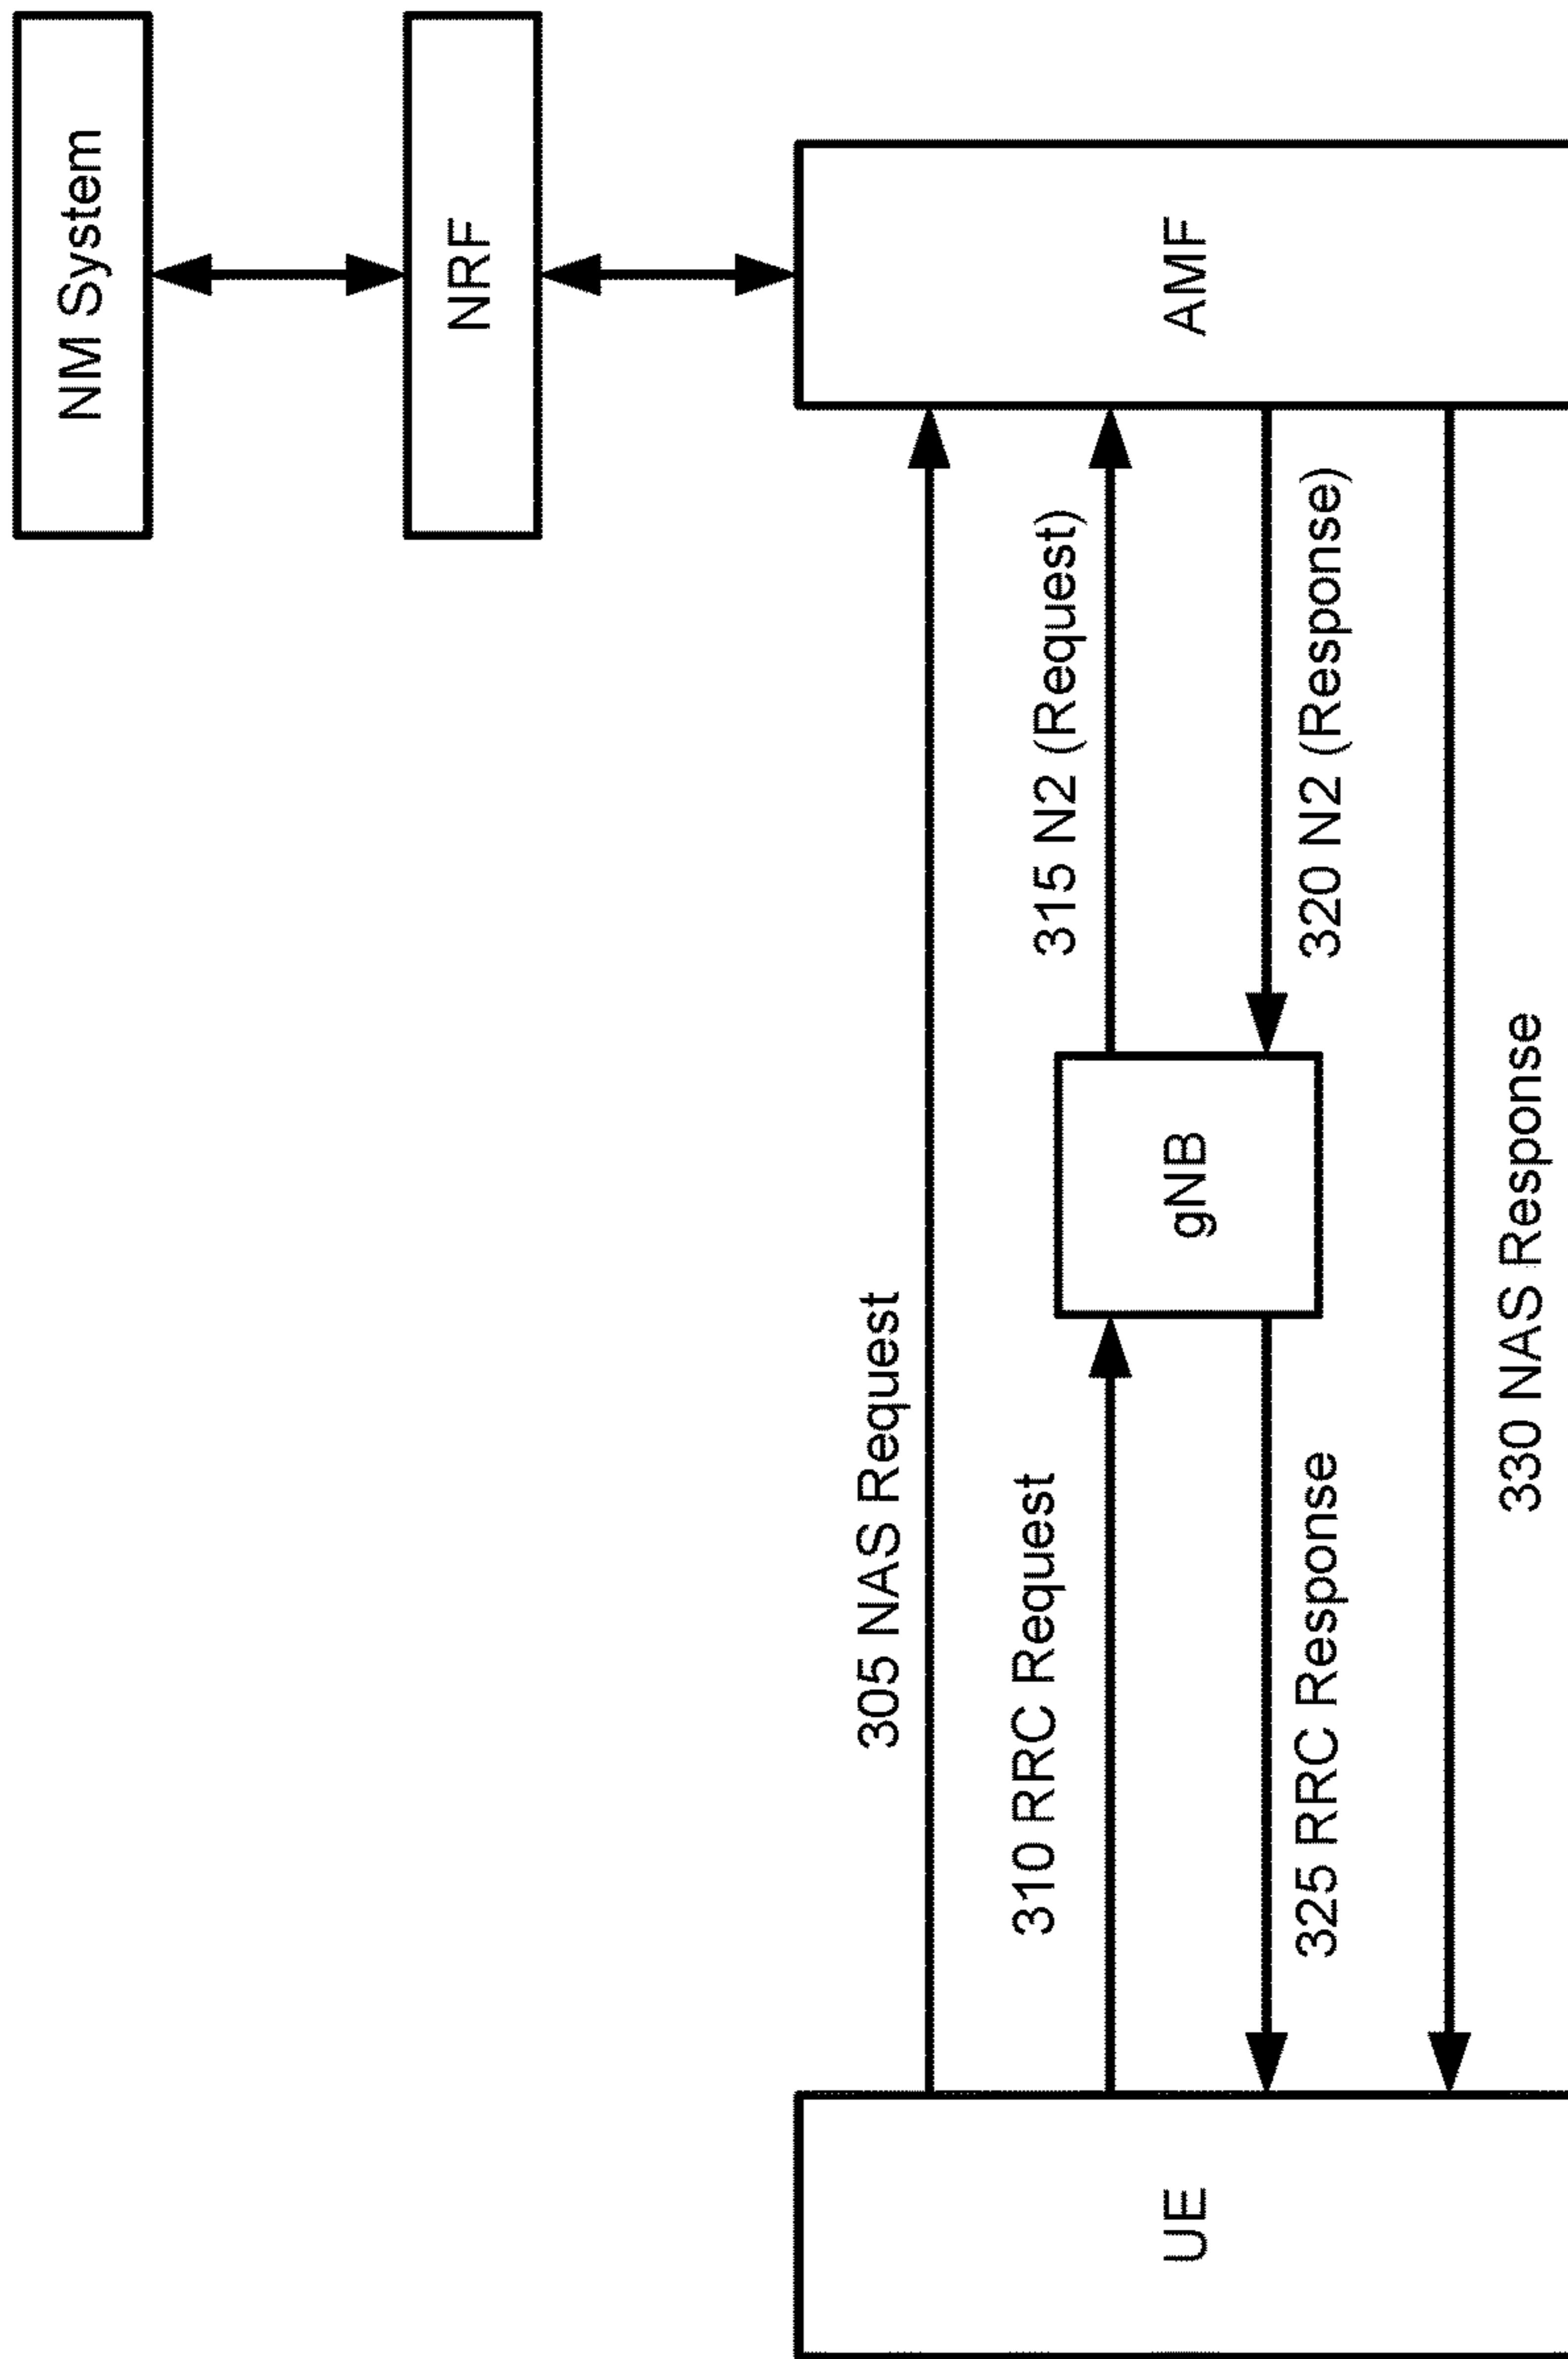 NM System
NRF
AMF
305 NAS Request
315 N2 (Request)
310 RRC Request
gNB
UE
320 N2 (Response)
325 RRC Response
330 NAS Response